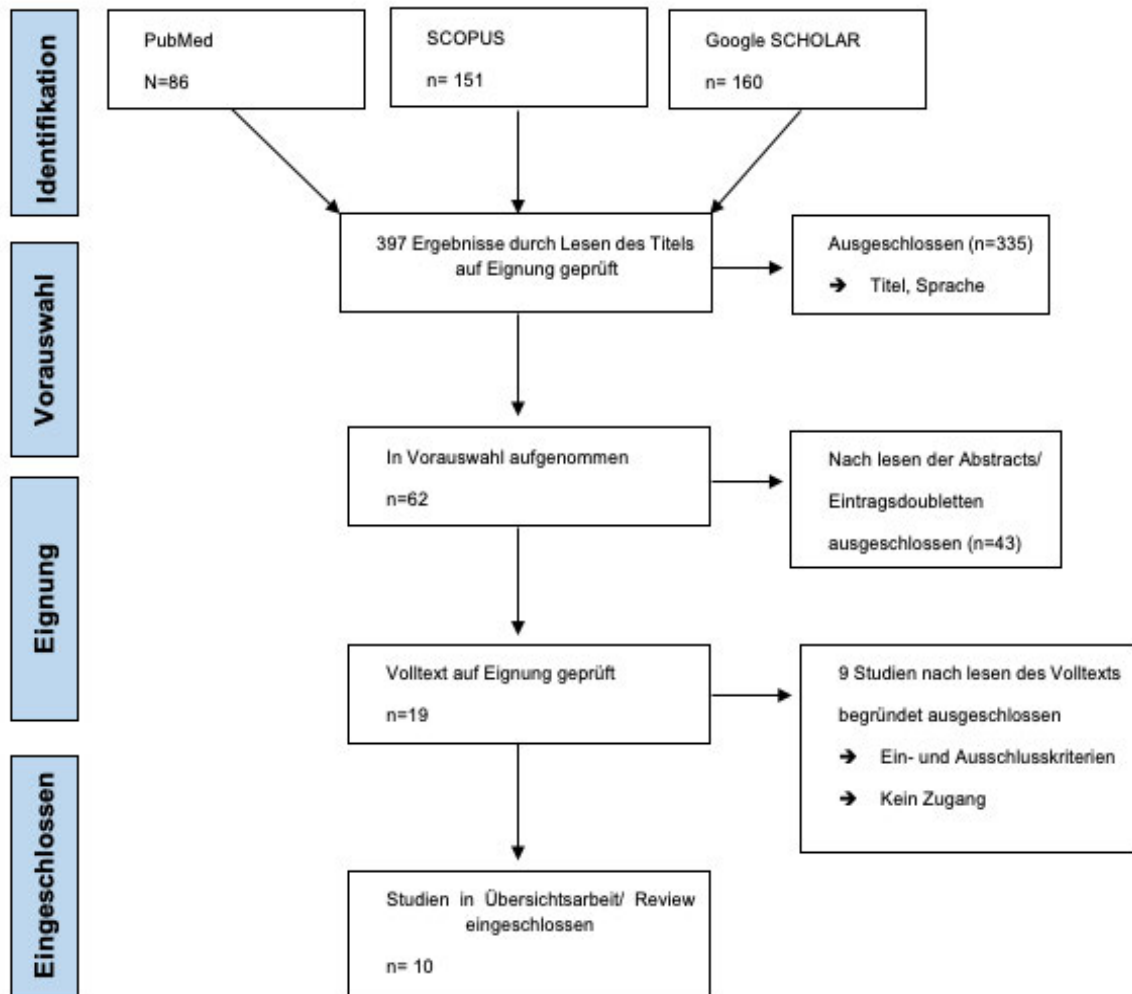 Identifikation
PubMed
N=86
SCOPUS
n= 151
Google SCHOLAR
n= 160
397 Ergebnisse durch Lesen des Titels
auf Eignung geprüft
Ausgeschlossen (n=335)
➔ Titel, Sprache
Vorauswahl
In Vorauswahl aufgenommen
n=62
Nach lesen der Abstracts/
Eintragsdoubletten
ausgeschlossen (n=43)
Eignung
Volltext auf Eignung geprüft
n=19
9 Studien nach lesen des Volltexts
begründet ausgeschlossen
➔ Ein- und Ausschlusskriterien
➔ Kein Zugang
Eingeschlossen
Studien in Übersichtsarbeit/ Review
eingeschlossen
n= 10